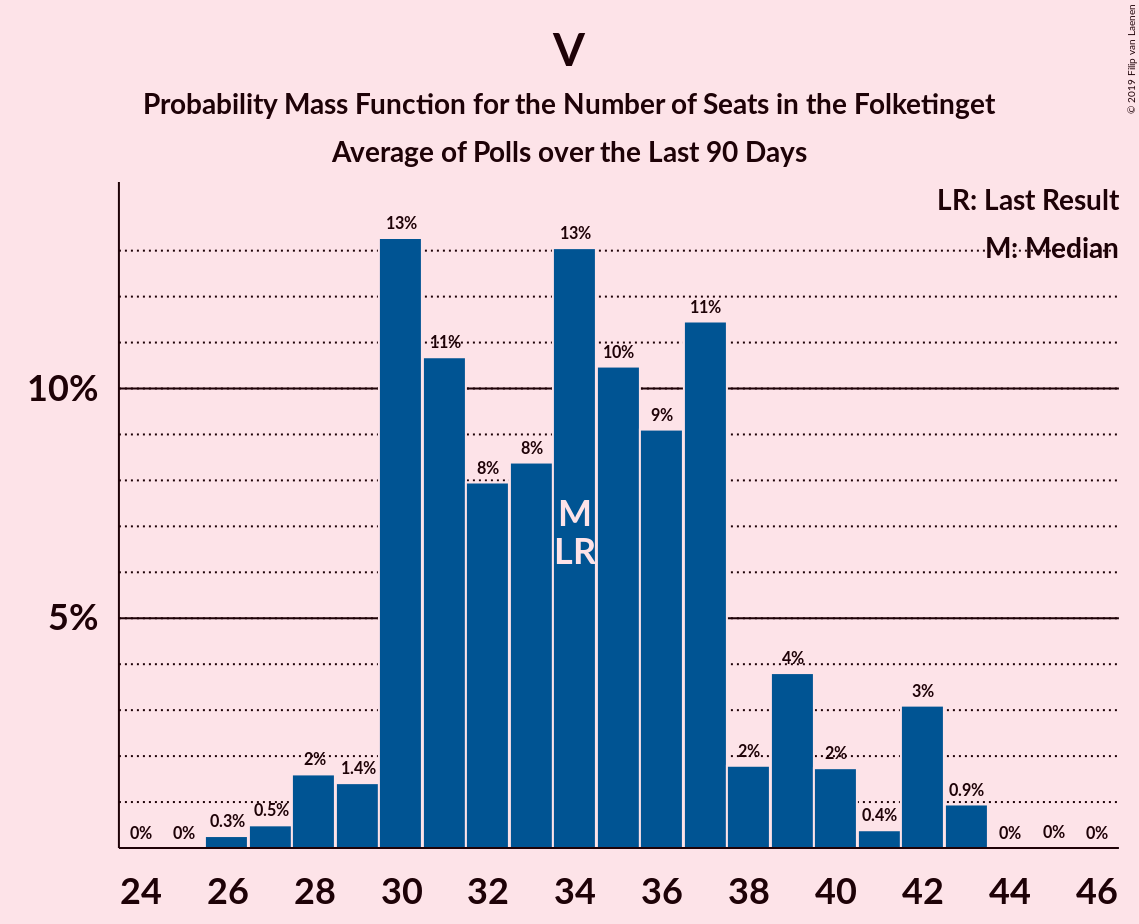 © 2019 Filip van Laenen
V
Probability Mass Function for the Number of Seats in the Folketinget
Average of Polls over the Last 90 Days
LR: Last Result
M: Median
10%
5%
0%
0%
0.3%
0.5%
2%
1.4%
13%
11%
8%
8%
13%
10%
9%
11%
2%
4%
2%
0.4%
3%
0.9%
0%
0%
0%
M
LR
24 26 28 30 32 34 36 38 40 42 44 46